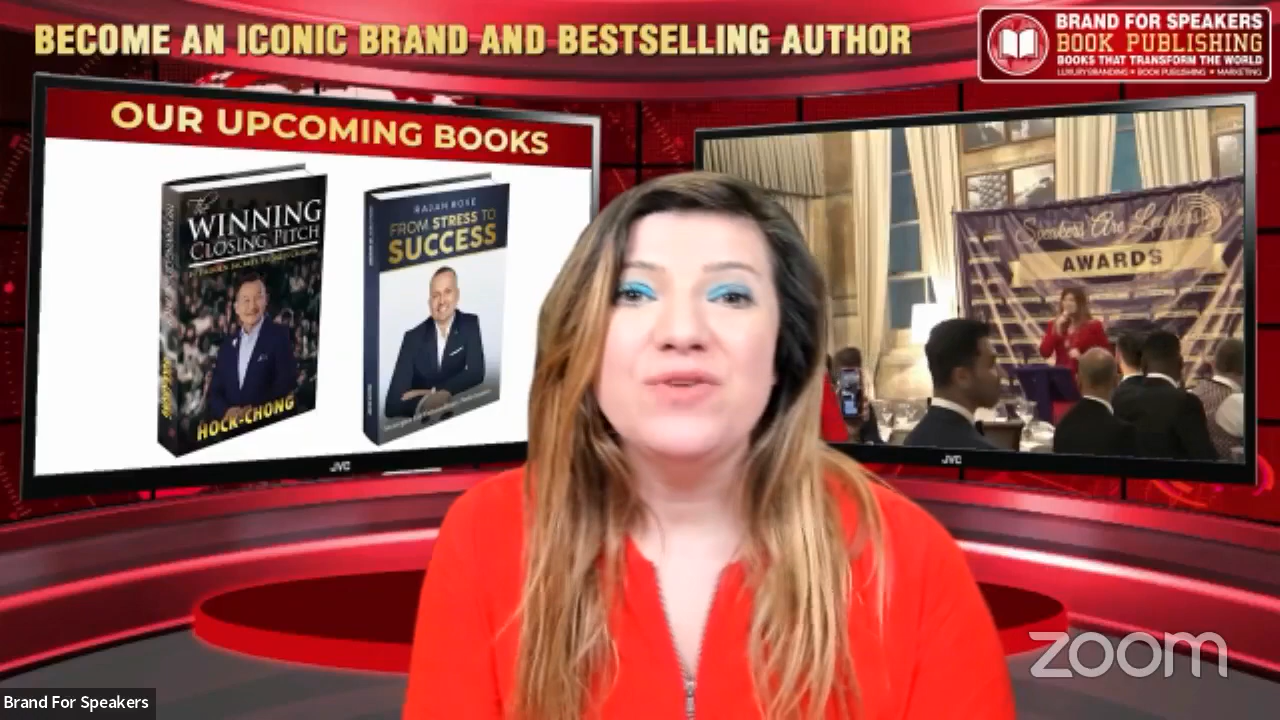 BECOME AN ICONIC BRAND AND BESTSELLING AUTHOR
BRAND FOR SPEAKERS
BOOK PUBLISHING
BOOKS THAT TRANSFORM THE WORLD
LUXURY BRANDING • BOOK PUBLISHING • MARKETING
OUR UPCOMING BOOKS
The
WINNING
CLOSING PITCH
HOCK-CHONG
RAJAN BOSE
FROM STRESS TO
SUCCESS
JVC
Speakers Are Leaders
AWARDS
JVC
zoom
Brand For Speakers